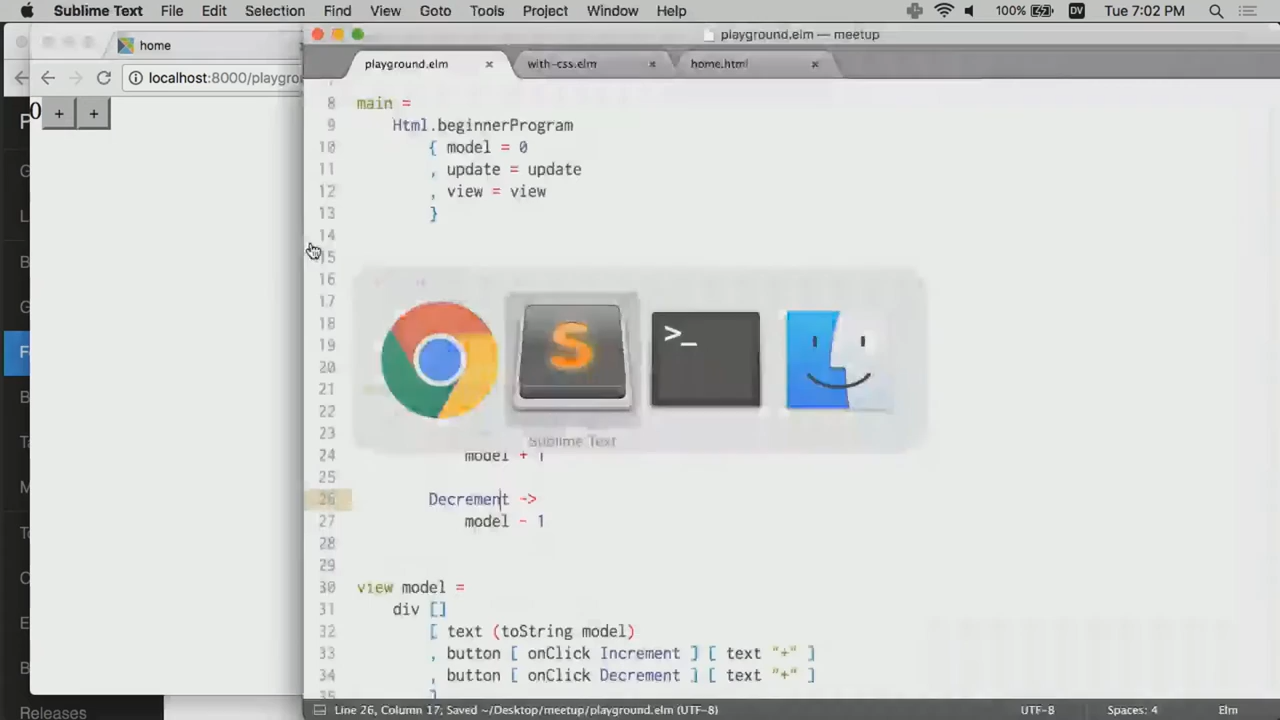 Sublime Text File Edit Selection Find View Goto Tools Project Window Help 100% DV Tue 7:02 PM
home
localhost:8000/playgro
0 + +
Releases
playground.elm — meetup
playground.elm × with-css.elm × home.html ×
8 main =
9 Html.beginnerProgram
10 { model = 0
11 , update = update
12 , view = view
13 }
14
15
16
17
18
19
20
21
22
23
24 model + 1
25
26 Decrement ->
27 model - 1
28
29
30 view model =
31 div []
32 [ text (toString model)
33 , button [ onClick Increment ] [ text "+" ]
34 , button [ onClick Decrement ] [ text "+" ]
35 ]
>_
S
Sublime Text
Line 26, Column 17; Saved ~/Desktop/meetup/playground.elm (UTF-8) UTF-8 Spaces: 4 Elm